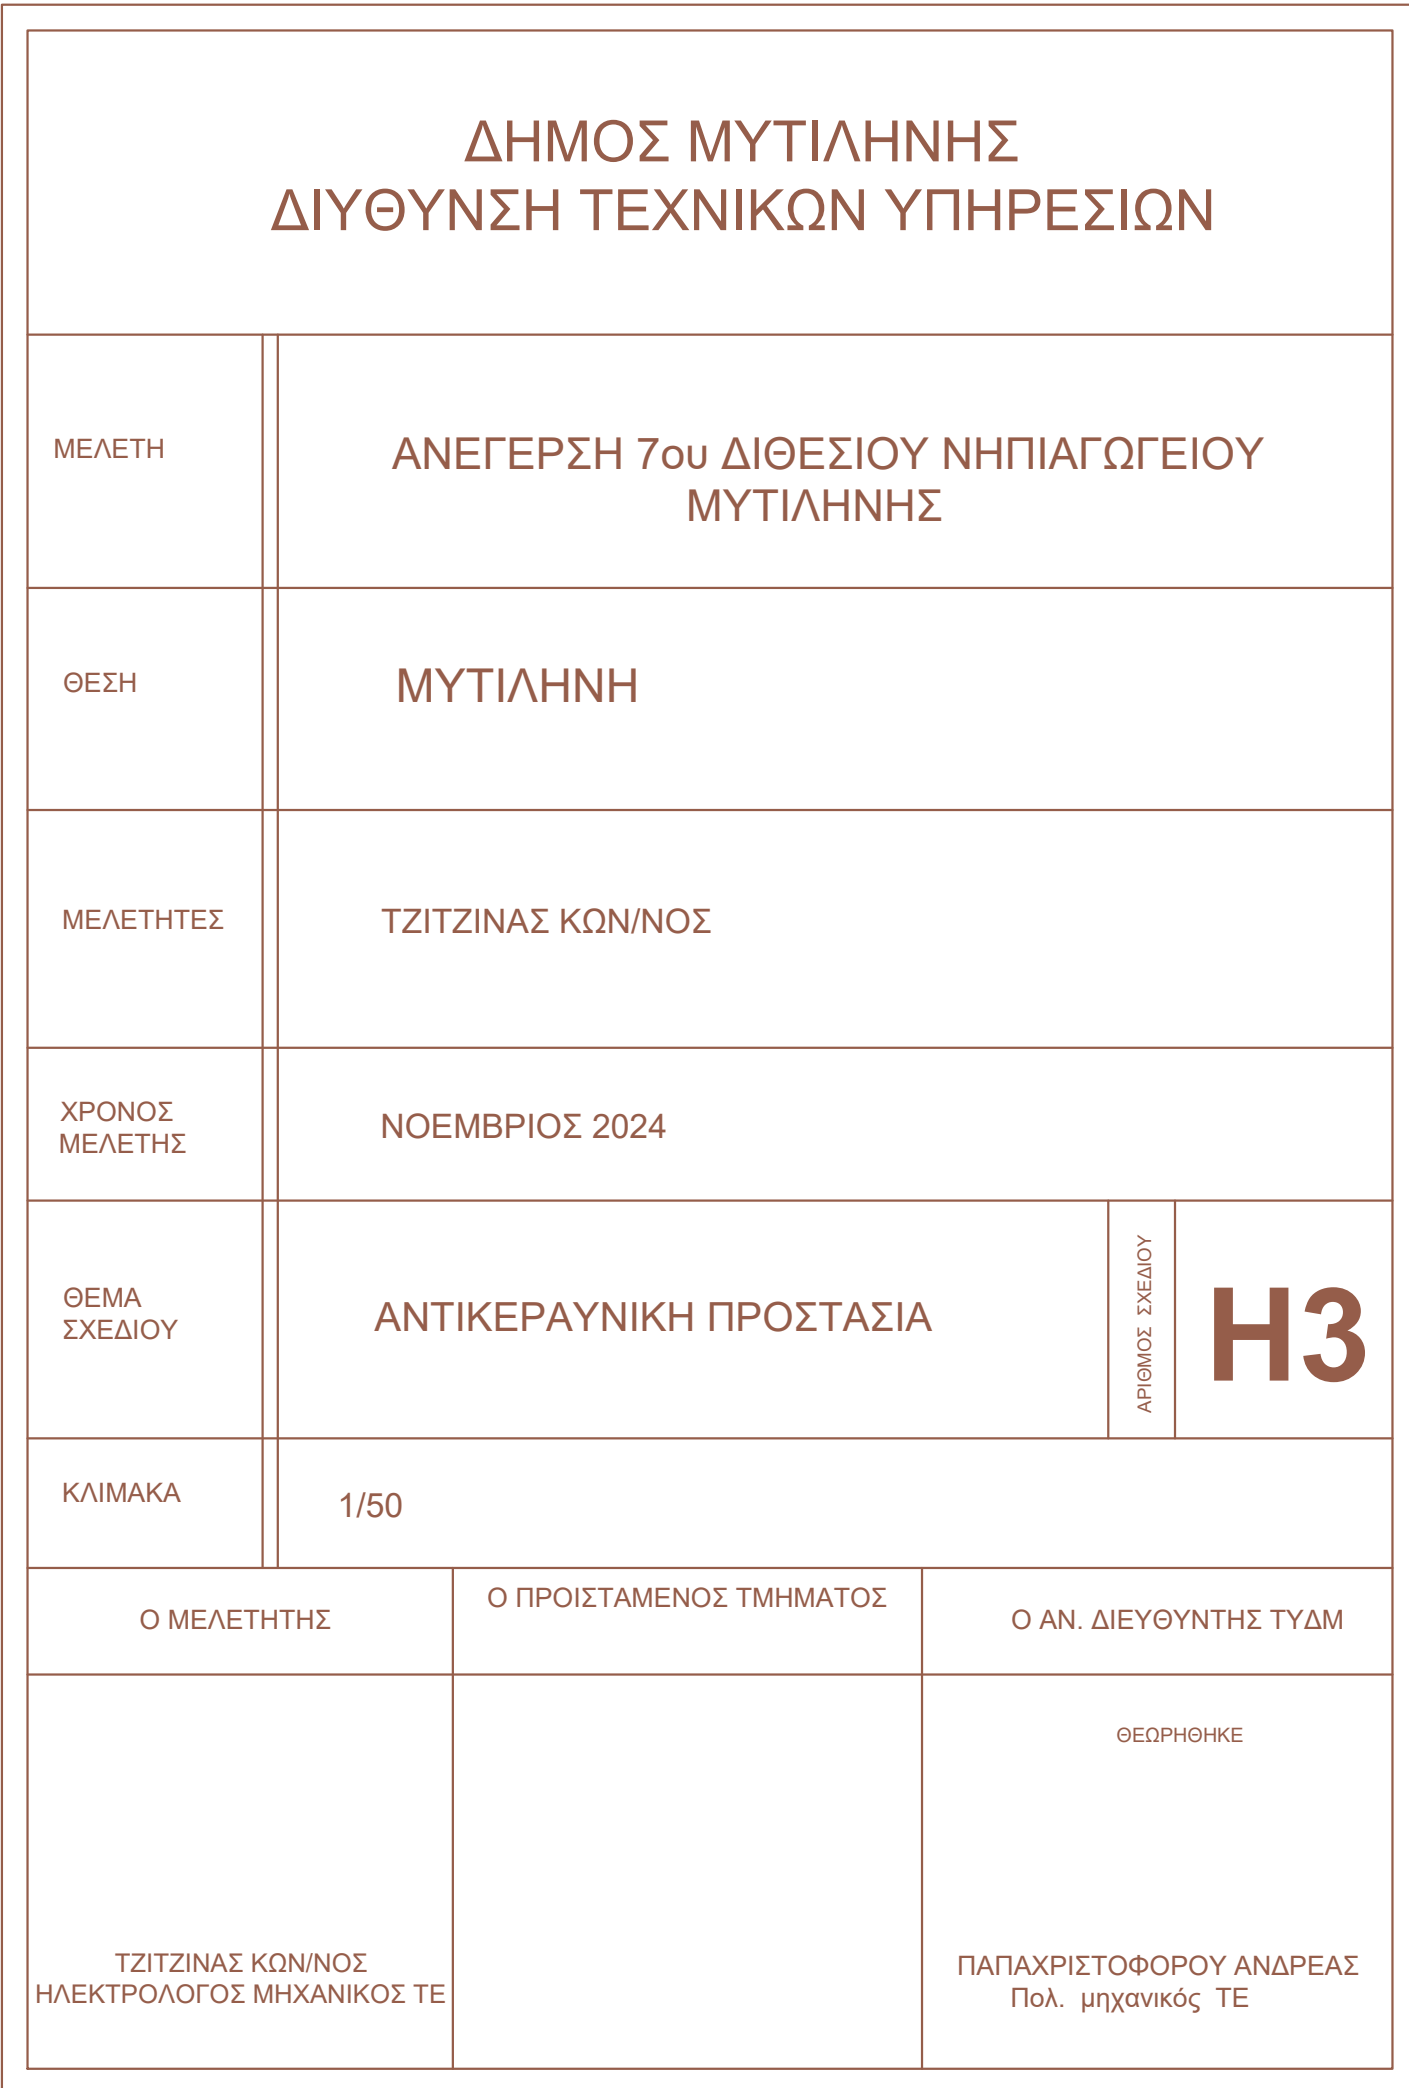 ΔΗΜΟΣ ΜΥΤΙΛΗΝΗΣ
ΔΙΥΘΥΝΣΗ ΤΕΧΝΙΚΩΝ ΥΠΗΡΕΣΙΩΝ
ΜΕΛΕΤΗ
ΑΝΕΓΕΡΣΗ 7ου ΔΙΘΕΣΙΟΥ ΝΗΠΙΑΓΩΓΕΙΟΥ
ΜΥΤΙΛΗΝΗΣ
ΘΕΣΗ
ΜΥΤΙΛΗΝΗ
ΜΕΛΕΤΗΤΕΣ
ΤΖΙΤΖΙΝΑΣ ΚΩΝ/ΝΟΣ
ΧΡΟΝΟΣ
ΜΕΛΕΤΗΣ
ΝΟΕΜΒΡΙΟΣ 2024
ΘΕΜΑ
ΣΧΕΔΙΟΥ
ΑΝΤΙΚΕΡΑΥΝΙΚΗ ΠΡΟΣΤΑΣΙΑ
ΑΡΙΘΜΟΣ ΣΧΕΔΙΟΥ
Η3
ΚΛΙΜΑΚΑ
1/50
Ο ΜΕΛΕΤΗΤΗΣ
Ο ΠΡΟΙΣΤΑΜΕΝΟΣ ΤΜΗΜΑΤΟΣ
Ο ΑΝ. ΔΙΕΥΘΥΝΤΗΣ ΤΥΔΜ
ΘΕΩΡΗΘΗΚΕ
ΤΖΙΤΖΙΝΑΣ ΚΩΝ/ΝΟΣ
ΗΛΕΚΤΡΟΛΟΓΟΣ ΜΗΧΑΝΙΚΟΣ ΤΕ
ΠΑΠΑΧΡΙΣΤΟΦΟΡΟΥ ΑΝΔΡΕΑΣ
Πολ. μηχανικός ΤΕ